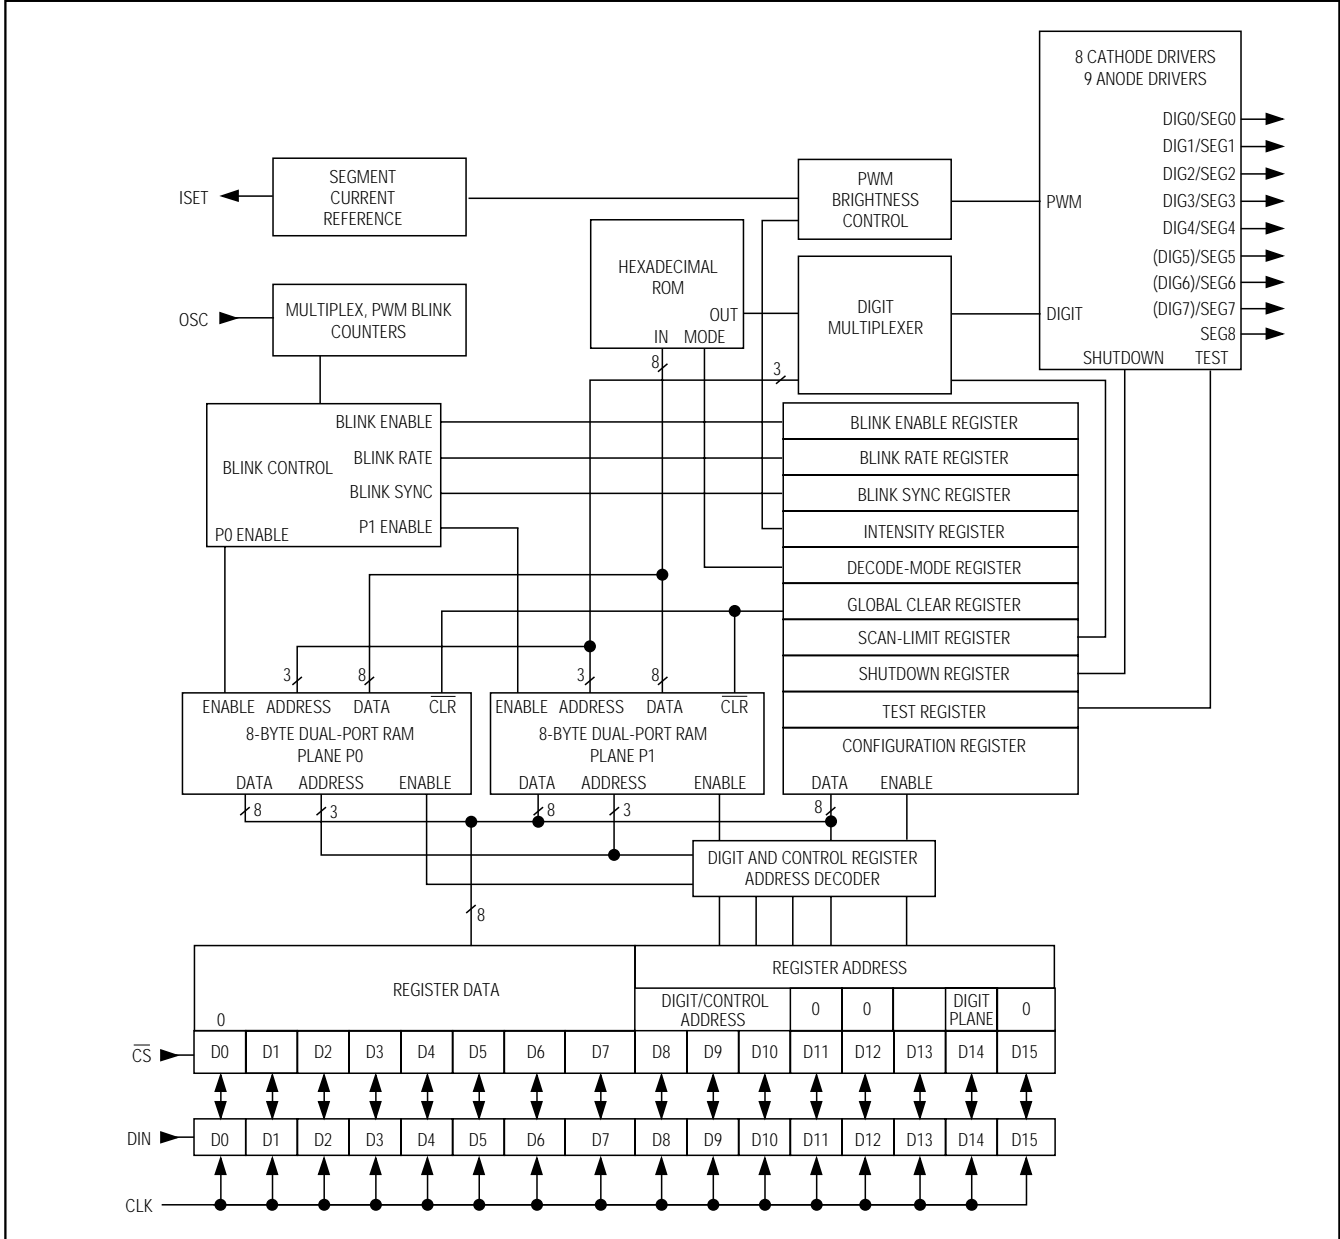 8 CATHODE DRIVERS
9 ANODE DRIVERS
DIG0/SEG0
DIG1/SEG1
DIG2/SEG2
DIG3/SEG3
DIG4/SEG4
(DIG5)/SEG5
(DIG6)/SEG6
(DIG7)/SEG7
SEG8
PWM
DIGIT
SHUTDOWN TEST
ISET
SEGMENT
CURRENT
REFERENCE
PWM
BRIGHTNESS
CONTROL
HEXADECIMAL
ROM
OUT
IN MODE
8
DIGIT
MULTIPLEXER
3
OSC
MULTIPLEX, PWM BLINK
COUNTERS
BLINK ENABLE
BLINK CONTROL
BLINK RATE
BLINK SYNC
P1 ENABLE
P0 ENABLE
BLINK ENABLE REGISTER
BLINK RATE REGISTER
BLINK SYNC REGISTER
INTENSITY REGISTER
DECODE-MODE REGISTER
GLOBAL CLEAR REGISTER
SCAN-LIMIT REGISTER
SHUTDOWN REGISTER
TEST REGISTER
CONFIGURATION REGISTER
DATA ENABLE
8
3 8
ENABLE ADDRESS DATA CLR
8-BYTE DUAL-PORT RAM
PLANE P0
DATA ADDRESS ENABLE
8 3
3 8
ENABLE ADDRESS DATA CLR
8-BYTE DUAL-PORT RAM
PLANE P1
DATA ADDRESS ENABLE
8 3
DIGIT AND CONTROL REGISTER
ADDRESS DECODER
8
REGISTER DATA
0
REGISTER ADDRESS
DIGIT/CONTROL
ADDRESS
0 0
DIGIT
PLANE
0
CS
D0 D1 D2 D3 D4 D5 D6 D7 D8 D9 D10 D11 D12 D13 D14 D15
DIN
D0 D1 D2 D3 D4 D5 D6 D7 D8 D9 D10 D11 D12 D13 D14 D15
CLK